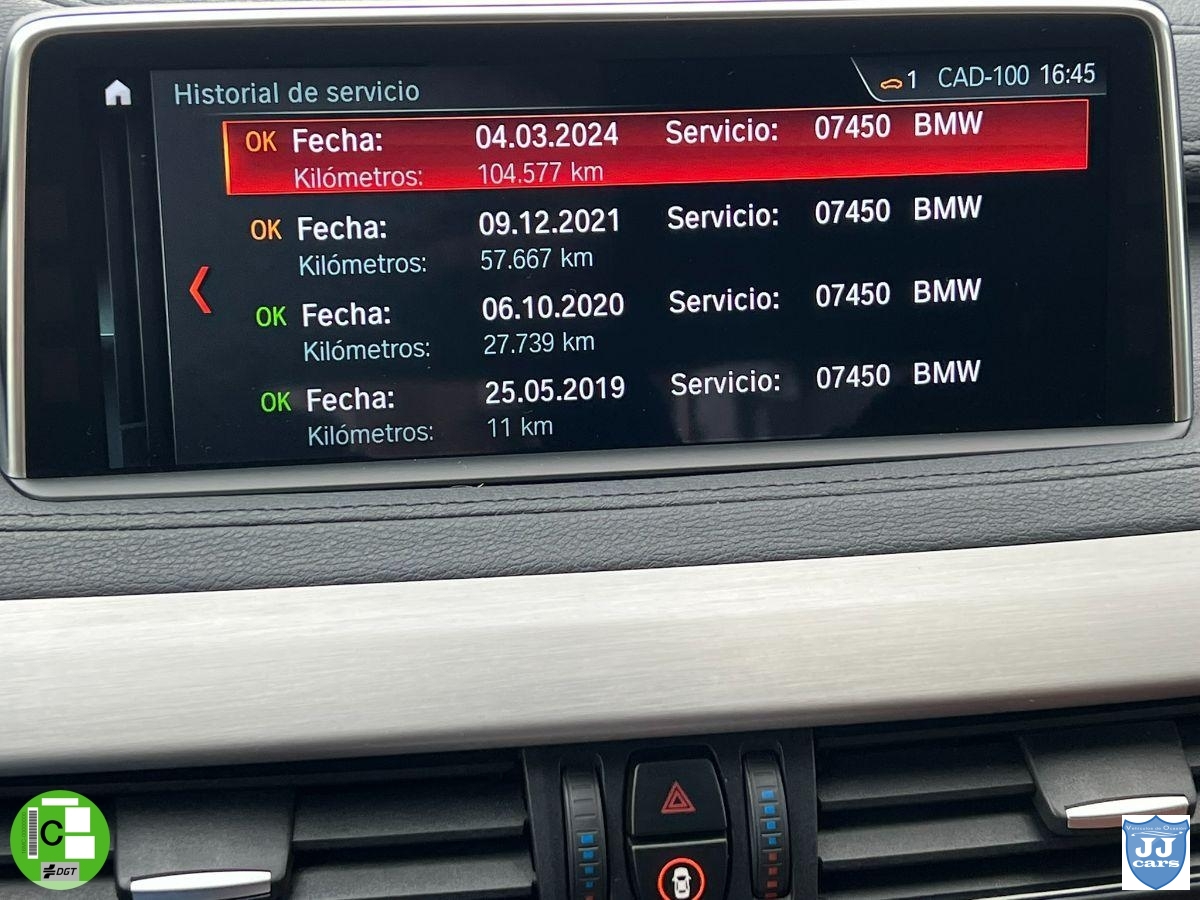 Historial de servicio 1 CAD-100 16:45
OK Fecha: 04.03.2024 Servicio: 07450 BMW
Kilómetros: 104.577 km
OK Fecha: 09.12.2021 Servicio: 07450 BMW
Kilómetros: 57.667 km
OK Fecha: 06.10.2020 Servicio: 07450 BMW
Kilómetros: 27.739 km
OK Fecha: 25.05.2019 Servicio: 07450 BMW
Kilómetros: 11 km
C
DGT
Vehículos de Ocasión
JJ
cars